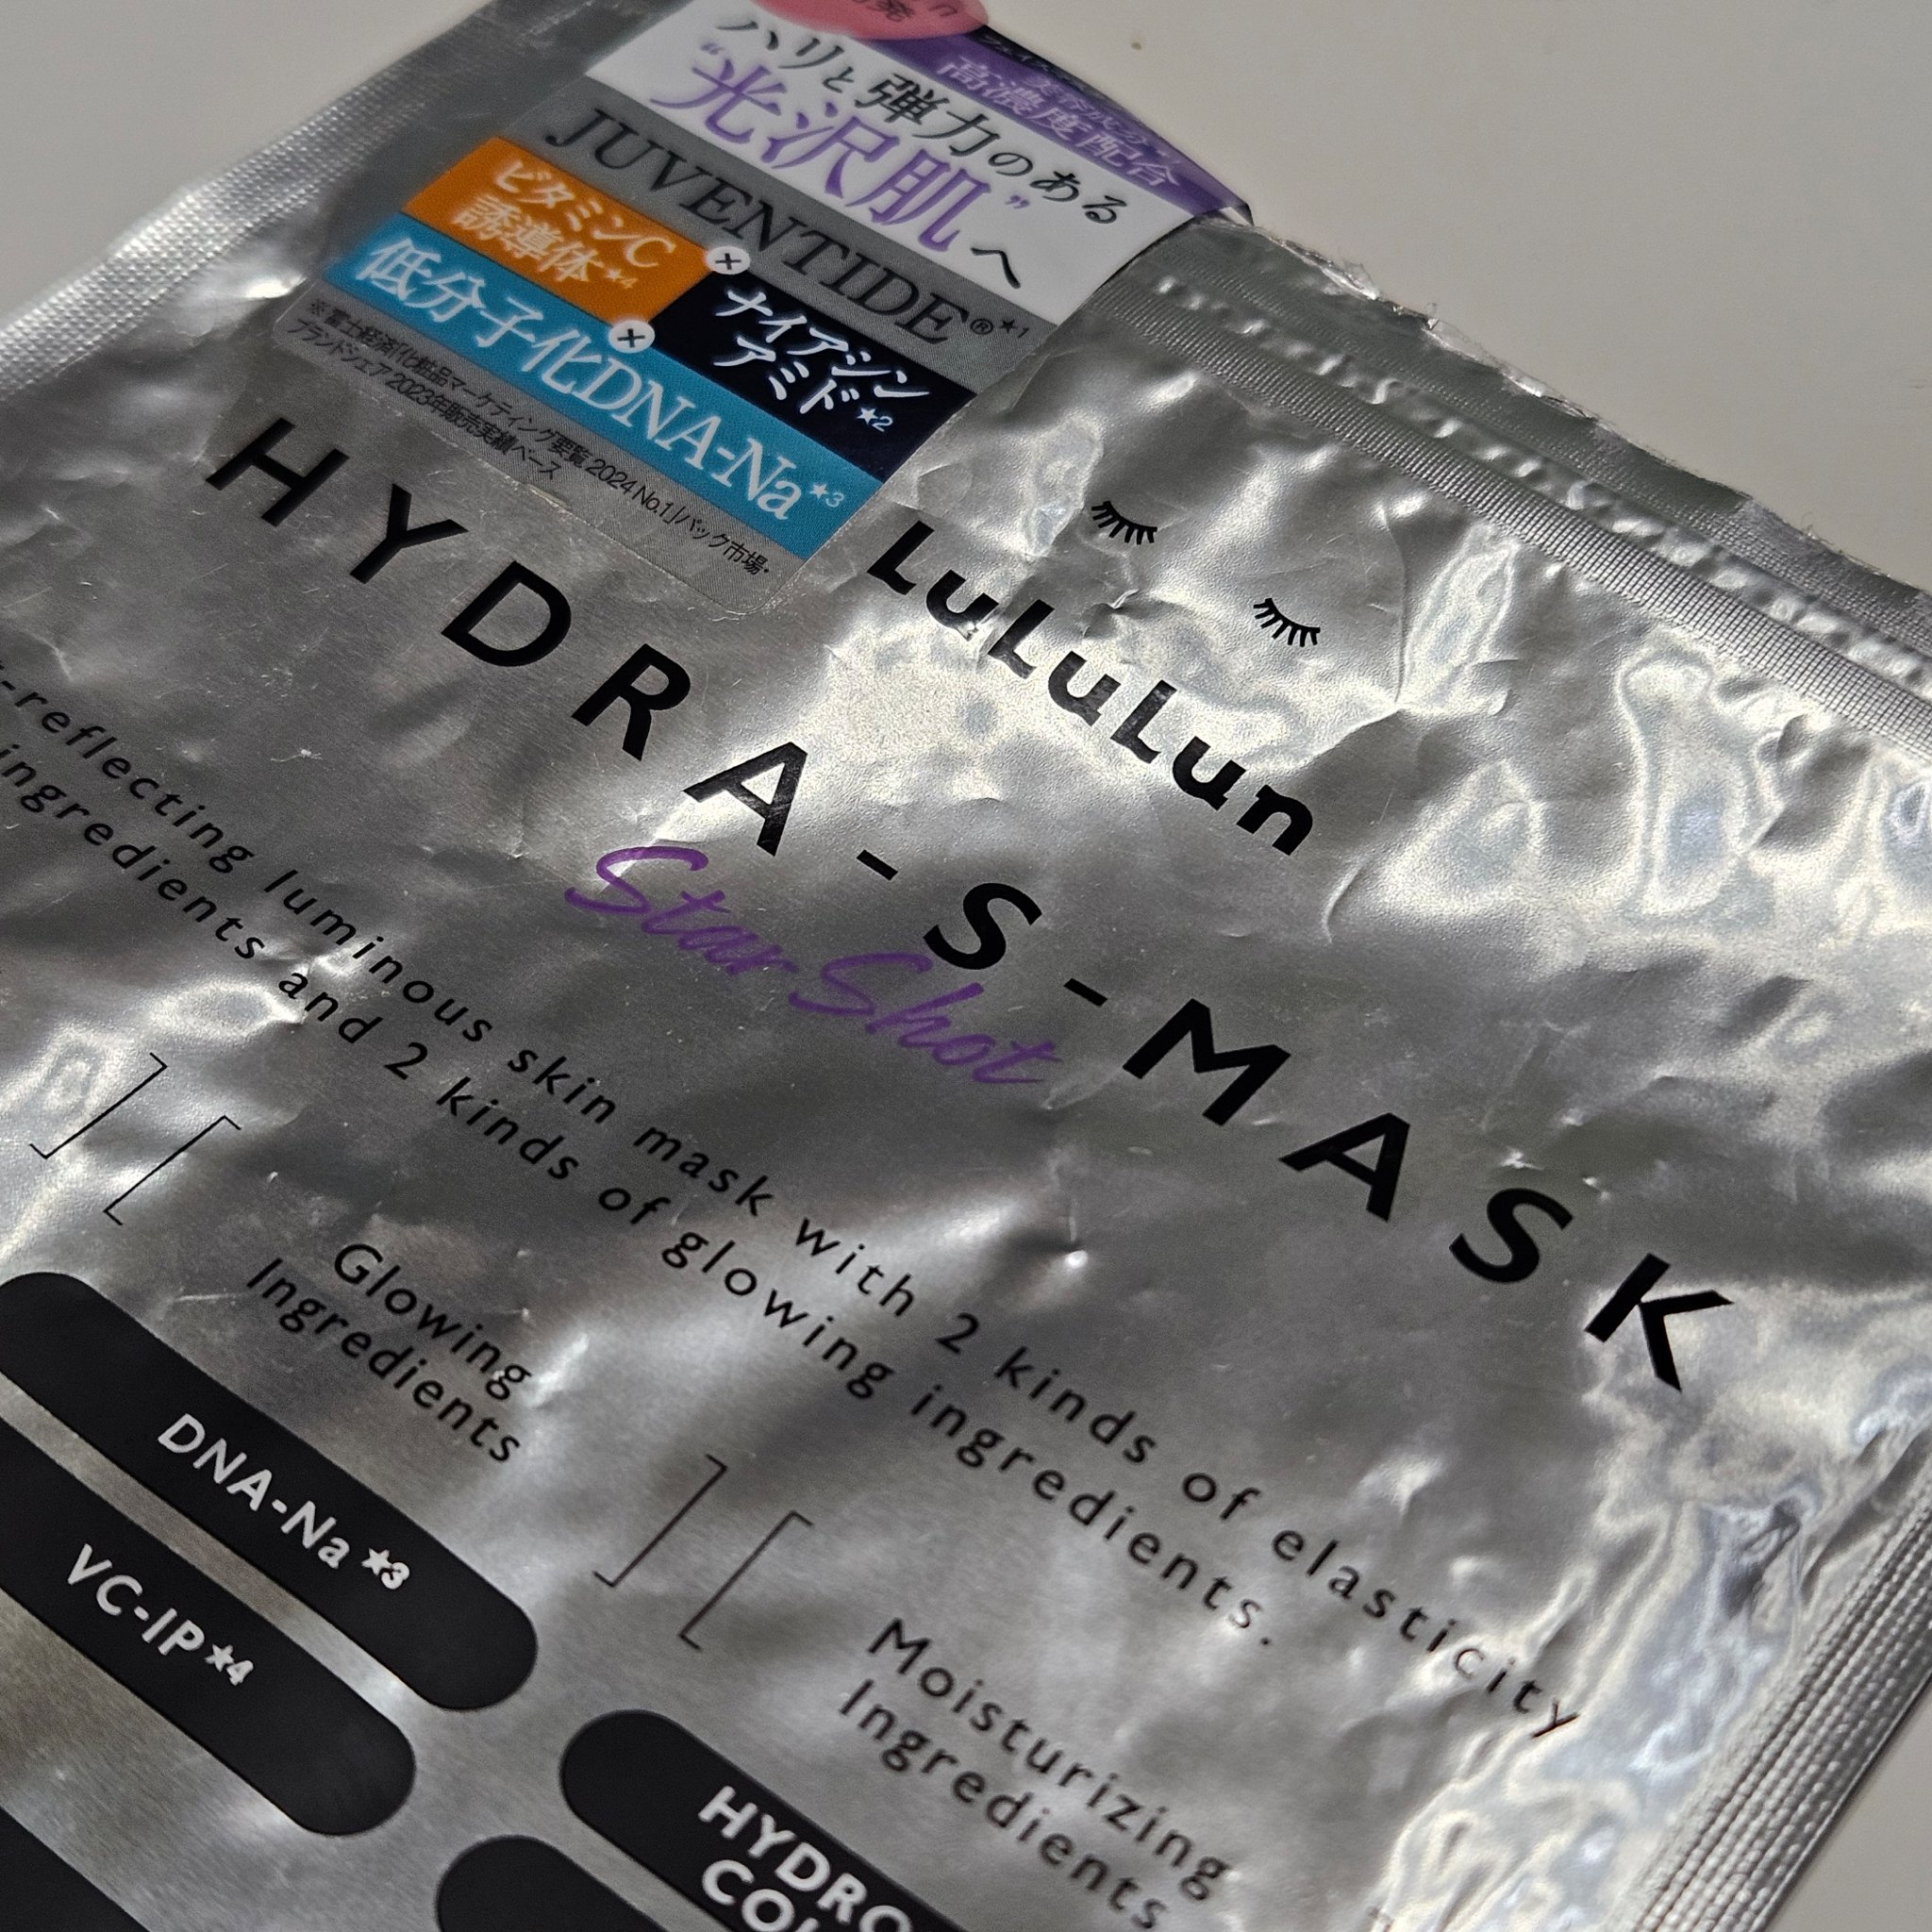 高濃度配合
ハリと弾力のある
“光沢肌”へ
JUVENTIDE®★1
ビタミンC
誘導体★4
+
ナイアシン
アミド★2
+
低分子化DNA-Na★3
※富士経済「化粧品マーケティング要覧2024 No.1」パック市場・
ブランドシェア 2023年販売実績ベース
LuLuLun
HYDRA-S-MASK
Star Shot
-reflecting luminous skin mask with 2 kinds of elasticity
ingredients and 2 kinds of glowing ingredients.
Glowing
Ingredients
DNA-Na★3
VC-IP★4
Moisturizing
Ingredients
HYDRO